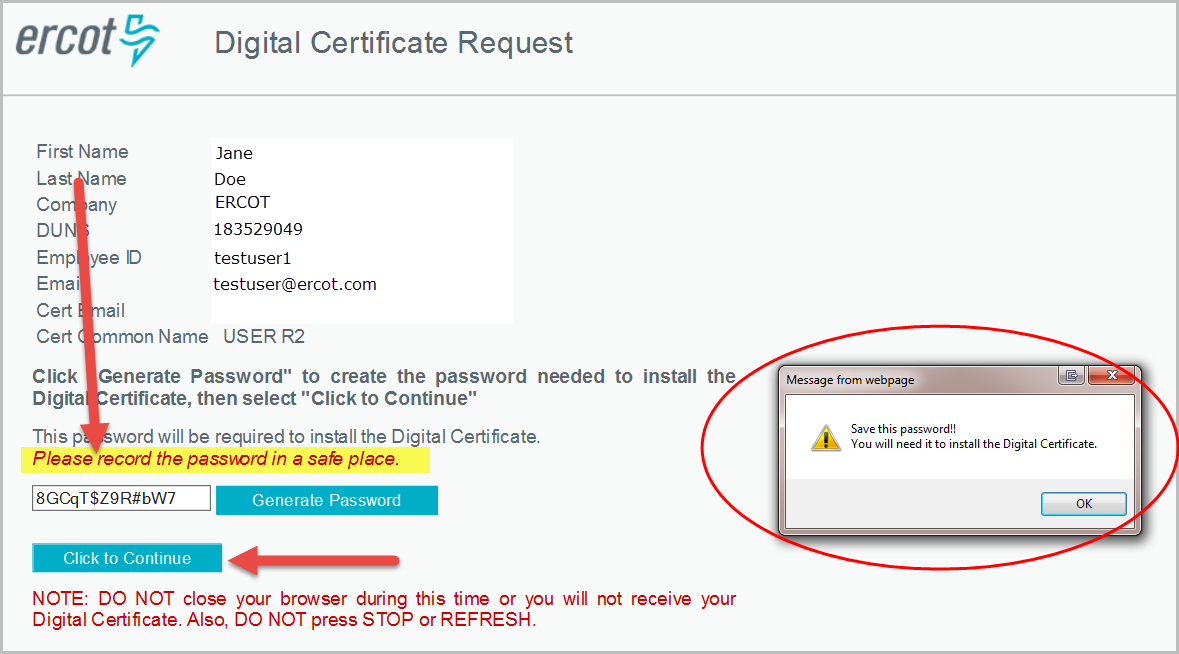 ercot
Digital Certificate Request
First Name Jane
Last Name Doe
Company ERCOT
DUNS 183529049
Employee ID testuser1
Email testuser@ercot.com
Cert Email
Cert Common Name USER R2
Click "Generate Password" to create the password needed to install the
Digital Certificate, then select "Click to Continue"
This password will be required to install the Digital Certificate.
Please record the password in a safe place.
8GCqT$Z9R#bW7 Generate Password
Click to Continue
NOTE: DO NOT close your browser during this time or you will not receive your
Digital Certificate. Also, DO NOT press STOP or REFRESH.
Message from webpage
Save this password!!
You will need it to install the Digital Certificate.
OK